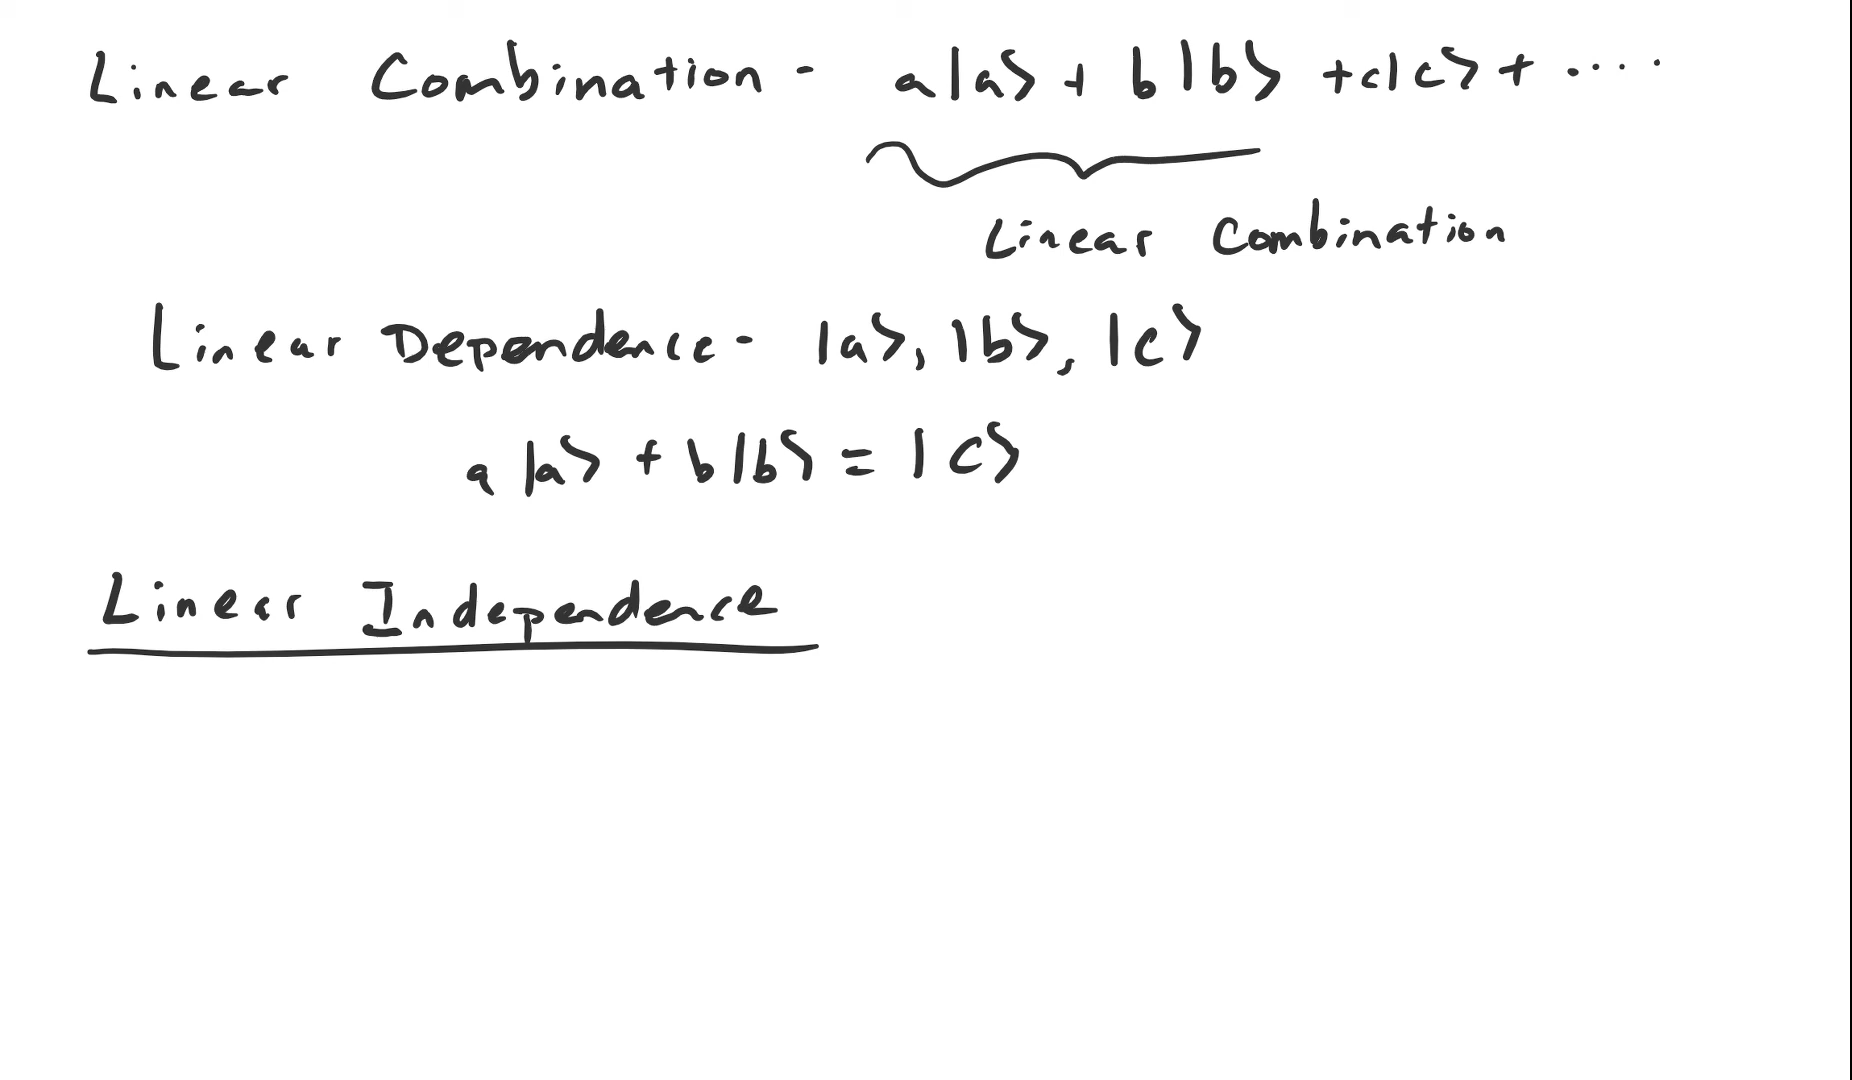 Linear Combination - a|a⟩ + b|b⟩ + c|c⟩ + ....
Linear Combination
Linear Dependence - |a⟩, |b⟩, |c⟩
a|a⟩ + b|b⟩ = |c⟩
Linear Independence